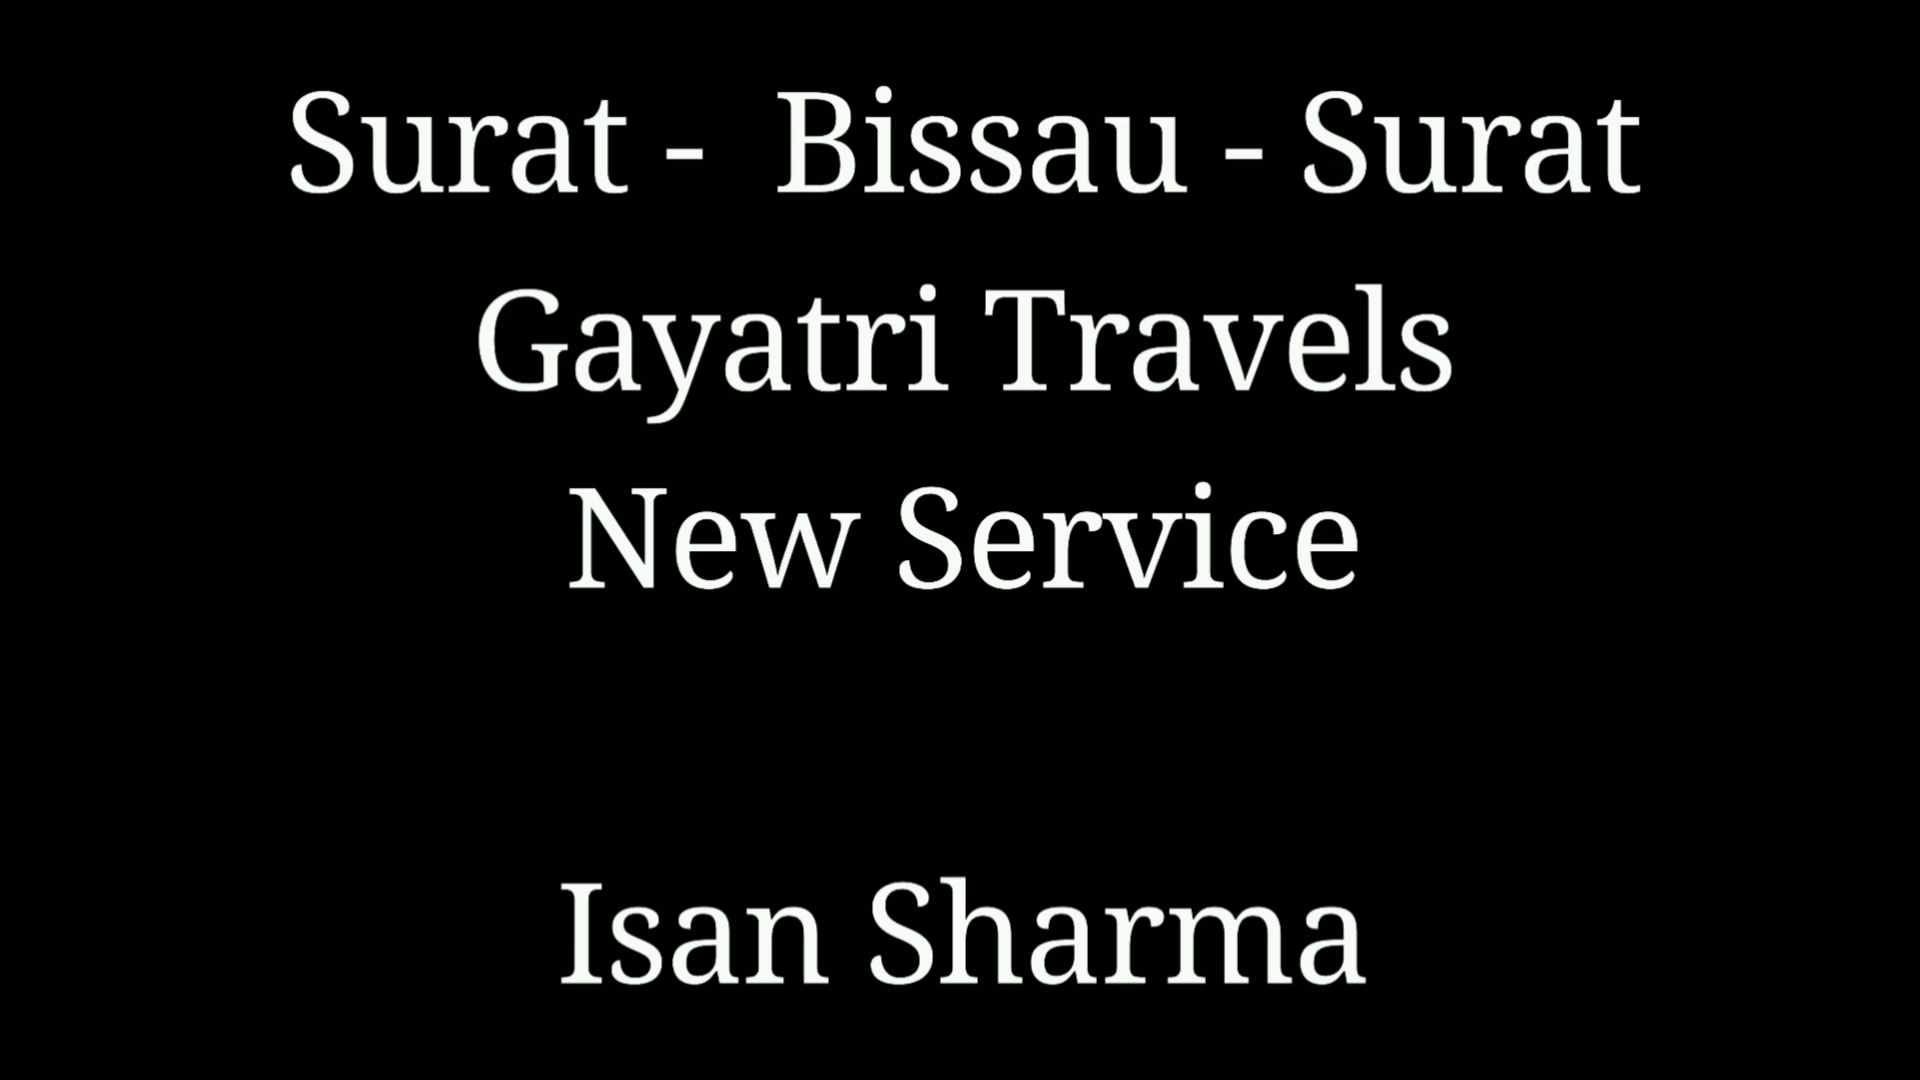 Surat -  Bissau - Surat
Gayatri Travels
New Service
Isan Sharma